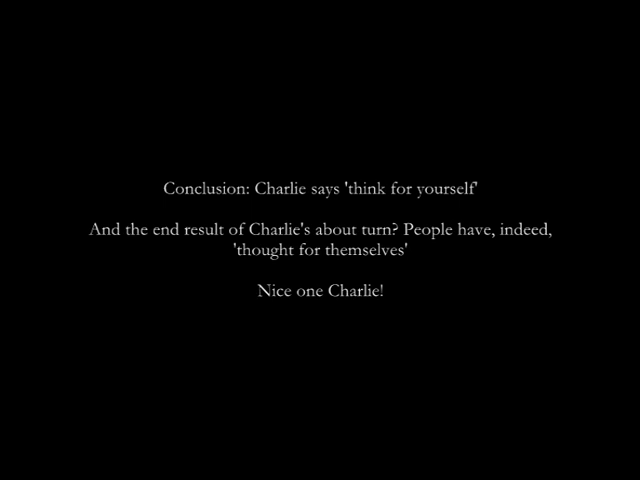 Conclusion: Charlie says 'think for yourself'
And the end result of Charlie's about turn? People have, indeed,
'thought for themselves'
Nice one Charlie!